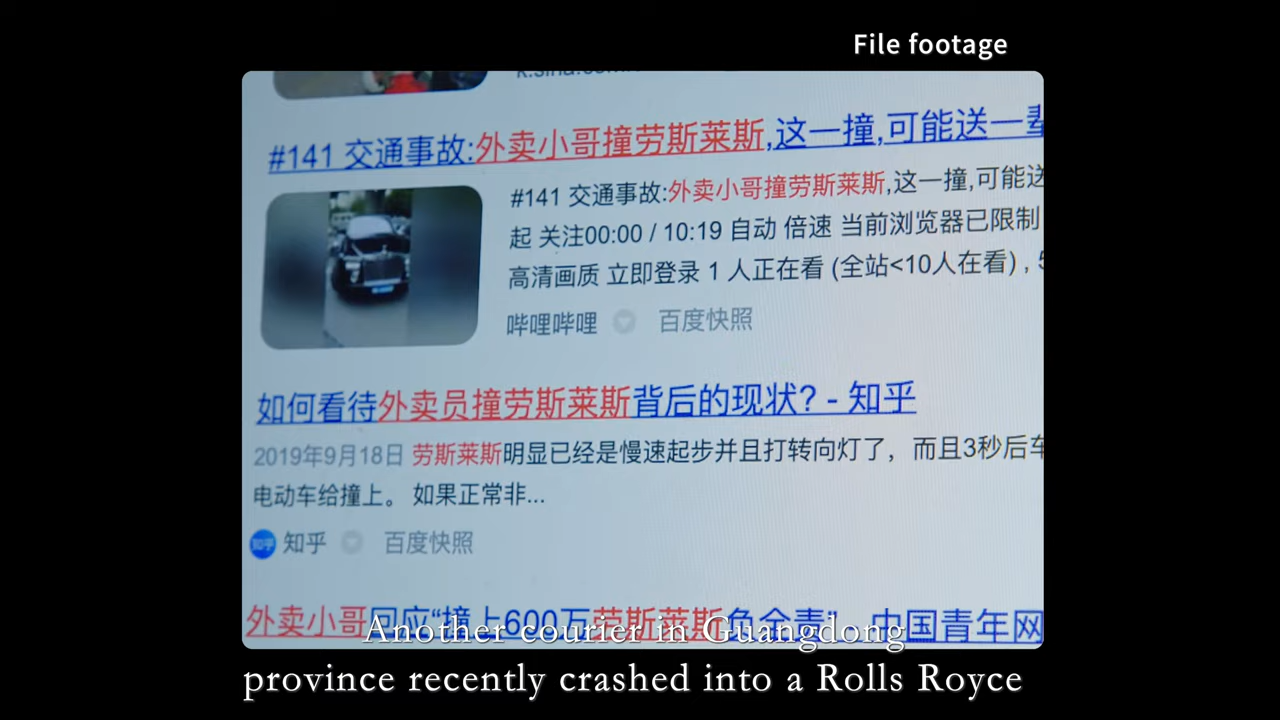 File footage
#141 交通事故:外卖小哥撞劳斯莱斯,这一撞,可能送一
#141 交通事故:外卖小哥撞劳斯莱斯,这一撞,可能送
起 关注00:00 / 10:19 自动 倍速 当前浏览器已限制
高清画质 立即登录 1 人正在看 (全站<10人在看) ,
哔哩哔哩 百度快照
如何看待外卖员撞劳斯莱斯背后的现状? - 知乎
2019年9月18日 劳斯莱斯明显已经是慢速起步并且打转向灯了，而且3秒后车
电动车给撞上。 如果正常非...
知乎 知乎 百度快照
外卖小哥回应“撞上600万劳斯莱斯负全责” 中国青年网
Another courier in Guangdong
province recently crashed into a Rolls Royce